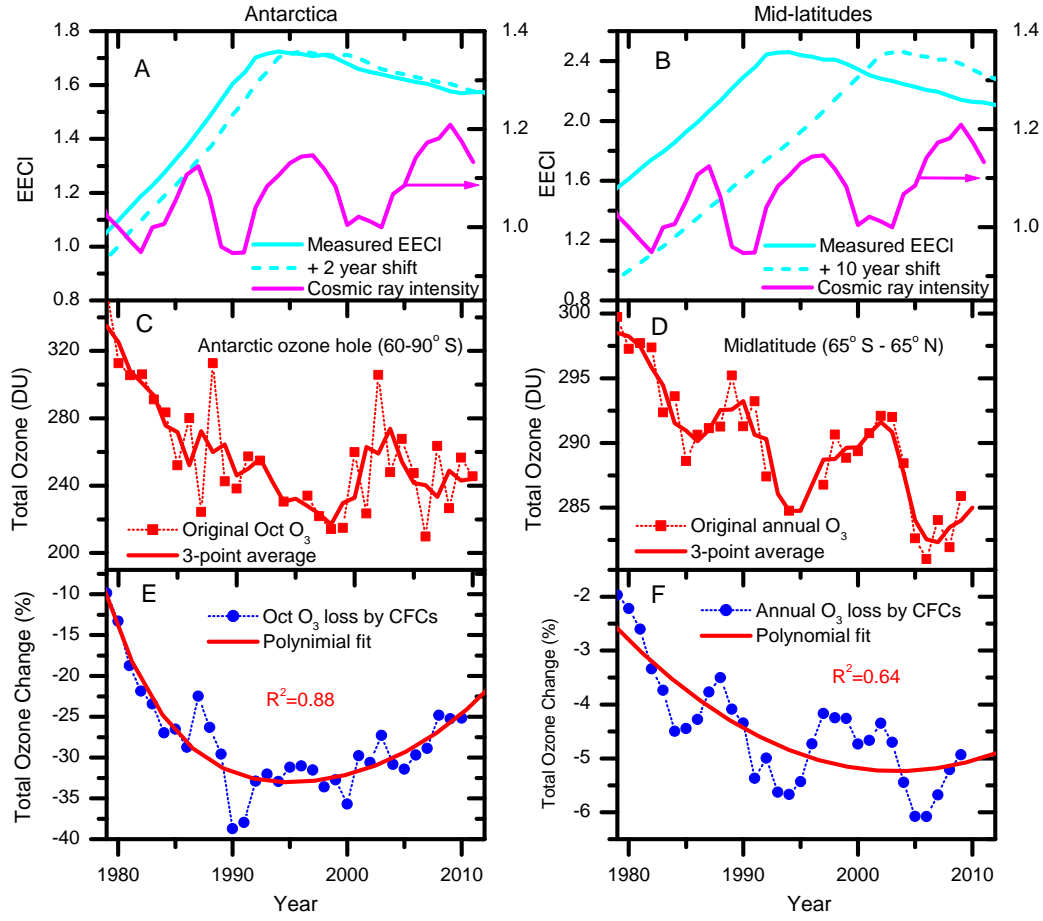 Antarctica
Mid-latitudes
1.8
1.6
1.4
1.2
1.0
0.8
EECl
A
Measured EECl
+ 2 year shift
Cosmic ray intensity
1.4
1.2
1.0
2.4
2.0
1.6
1.2
0.8
EECl
B
Measured EECl
+ 10 year shift
Cosmic ray intensity
1.4
1.2
1.0
320
280
240
200
Total Ozone (DU)
C
Antarctic ozone hole (60-90° S)
Original Oct O₃
3-point average
300
295
290
285
Total Ozone (DU)
D
Midlatitude (65° S - 65° N)
Original annual O₃
3-point average
-10
-15
-20
-25
-30
-35
-40
Total Ozone Change (%)
E
Oct O₃ loss by CFCs
Polynimial fit
R²=0.88
1980
1990
2000
2010
Year
-2
-3
-4
-5
-6
Total Ozone Change (%)
F
Annual O₃ loss by CFCs
Polynomial fit
R²=0.64
1980
1990
2000
2010
Year